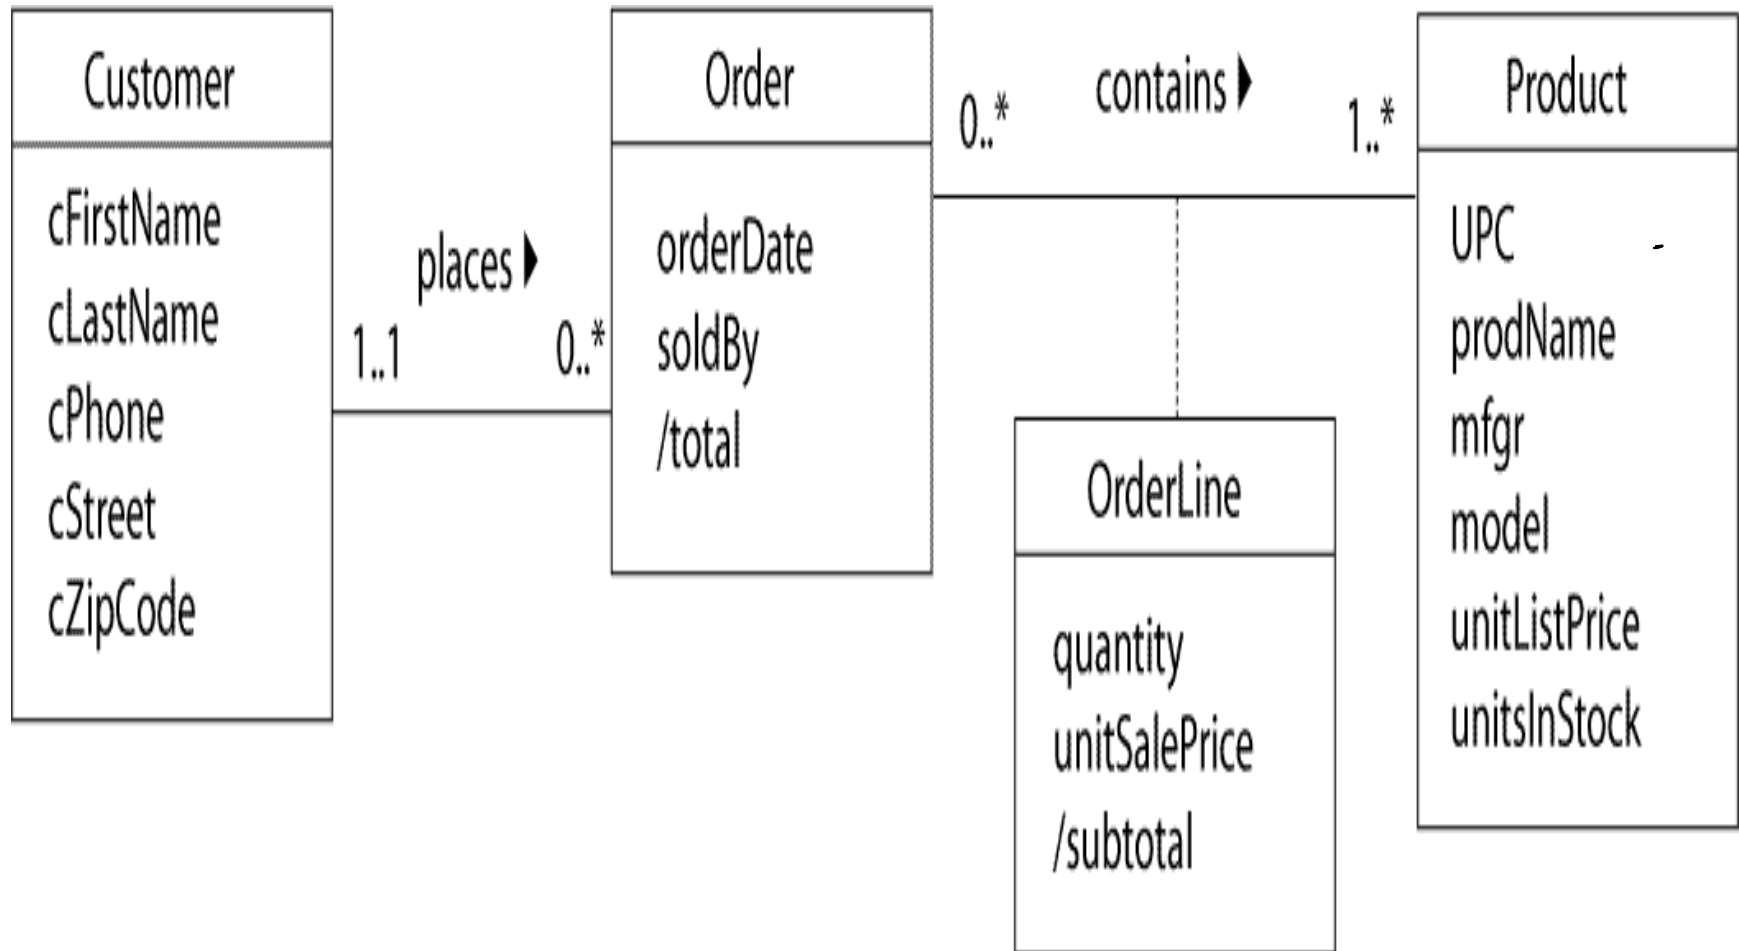 Customer
cFirstName
cLastName
cPhone
cStreet
cZipCode
places
1..1
0..*
Order
orderDate
soldBy
/total
0..*
contains
1..*
OrderLine
quantity
unitSalePrice
/subtotal
Product
UPC
prodName
mfgr
model
unitListPrice
unitsInStock